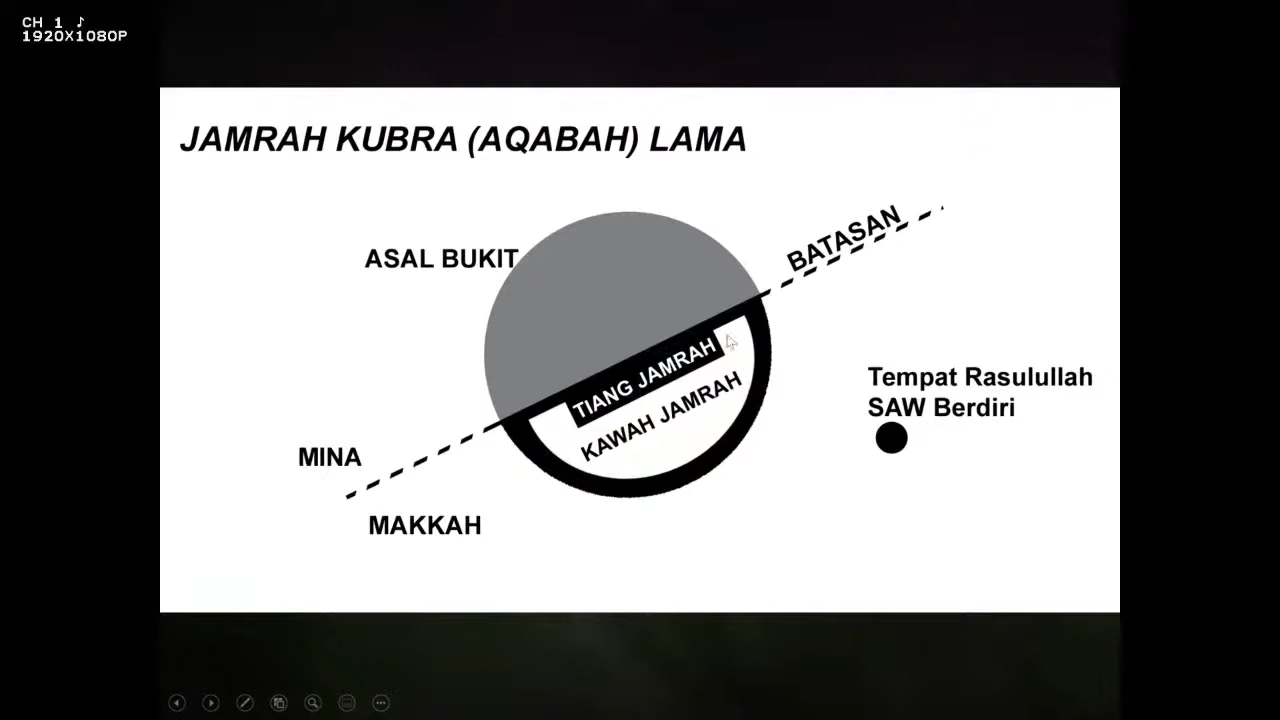 CH 1 ♪
1920X1080P
JAMRAH KUBRA (AQABAH) LAMA
BATASAN
ASAL BUKIT
TIANG JAMRAH
KAWAH JAMRAH
Tempat Rasulullah
SAW Berdiri
MINA
MAKKAH